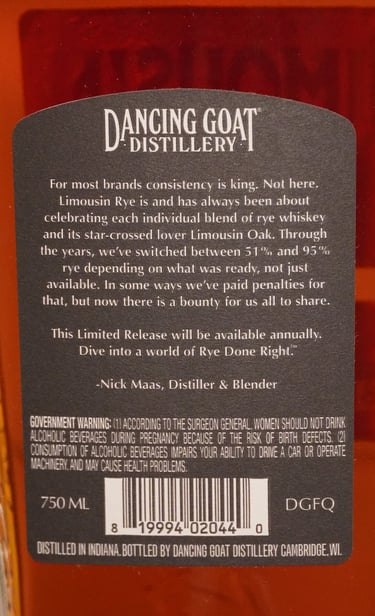 DANCING GOAT®
DISTILLERY
For most brands consistency is king. Not here.
Limousin Rye is and has always been about
celebrating each individual blend of rye whiskey
and its star-crossed lover Limousin Oak. Through
the years, we've switched between 51% and 95%
rye depending on what was ready, not just
available. In some ways we've paid penalties for
that, but now there is a bounty for us all to share.
This Limited Release will be available annually.
Dive into a world of Rye Done Right.™
-Nick Maas, Distiller & Blender
GOVERNMENT WARNING: (1) ACCORDING TO THE SURGEON GENERAL, WOMEN SHOULD NOT DRINK
ALCOHOLIC BEVERAGES DURING PREGNANCY BECAUSE OF THE RISK OF BIRTH DEFECTS. (2)
CONSUMPTION OF ALCOHOLIC BEVERAGES IMPAIRS YOUR ABILITY TO DRIVE A CAR OR OPERATE
MACHINERY, AND MAY CAUSE HEALTH PROBLEMS.
750 ML
8 19994 02044 0
DGFQ
DISTILLED IN INDIANA. BOTTLED BY DANCING GOAT DISTILLERY CAMBRIDGE, WI.